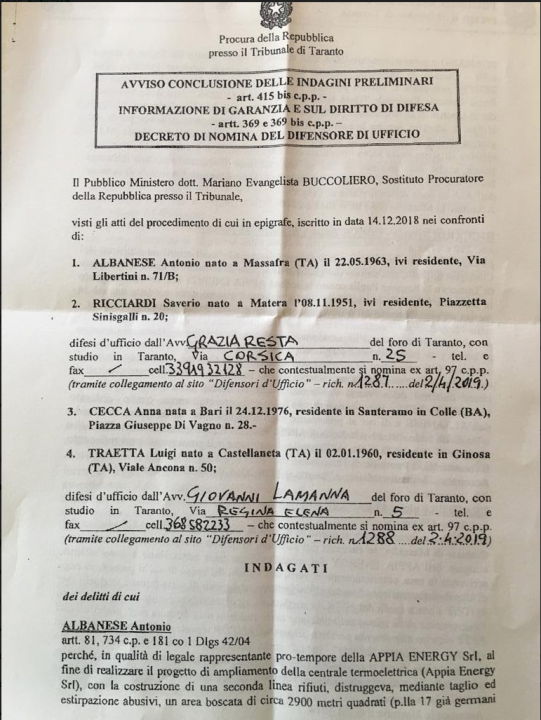 Procura della Repubblica
presso il Tribunale di Taranto
AVVISO CONCLUSIONE DELLE INDAGINI PRELIMINARI
- art. 415 bis c.p.p. -
INFORMAZIONE DI GARANZIA E SUL DIRITTO DI DIFESA
- artt. 369 e 369 bis c.p.p. –
DECRETO DI NOMINA DEL DIFENSORE DI UFFICIO
Il Pubblico Ministero dott. Mariano Evangelista BUCCOLIERO, Sostituto Procuratore
della Repubblica presso il Tribunale,
visti gli atti del procedimento di cui in epigrafe, iscritto in data 14.12.2018 nei confronti
di:
1. ALBANESE Antonio nato a Massafra (TA) il 22.05.1963, ivi residente, Via
Libertini n. 71/B;
2. RICCIARDI Saverio nato a Matera l'08.11.1951, ivi residente, Piazzetta
Sinisgalli n. 20;
difesi d'ufficio dall'Avv. GRAZIA RESTA del foro di Taranto, con
studio in Taranto, Via CORSICA n. 25 - tel. e
fax / cell. 3391932128 – che contestualmente si nomina ex art. 97 c.p.p.
(tramite collegamento al sito "Difensori d'Ufficio" – rich. n. 1287 ..... del 2/4/2019.)
3. CECCA Anna nata a Bari il 24.12.1976, residente in Santeramo in Colle (BA),
Piazza Giuseppe Di Vagno n. 28.-
4. TRAETTA Luigi nato a Castellaneta (TA) il 02.01.1960, residente in Ginosa
(TA), Viale Ancona n. 50;
difesi d'ufficio dall'Avv. GIOVANNI LAMANNA del foro di Taranto, con
studio in Taranto, Via REGINA ELENA n. 5 - tel. e
fax / cell. 368582233 – che contestualmente si nomina ex art. 97 c.p.p.
(tramite collegamento al sito "Difensori d'Ufficio" – rich. n. 1288 .... del 2.4.2019)
INDAGATI
dei delitti di cui
ALBANESE Antonio
artt. 81, 734 c.p. e 181 co 1 Dlgs 42/04
perché, in qualità di legale rappresentante pro-tempore della APPIA ENERGY Srl, al
fine di realizzare il progetto di ampliamento della centrale termoelettrica (Appia Energy
Srl), con la costruzione di una seconda linea rifiuti, distruggeva, mediante taglio ed
estirpazione abusivi, un area boscata di circa 2900 metri quadrati (p.lla 17 già germani